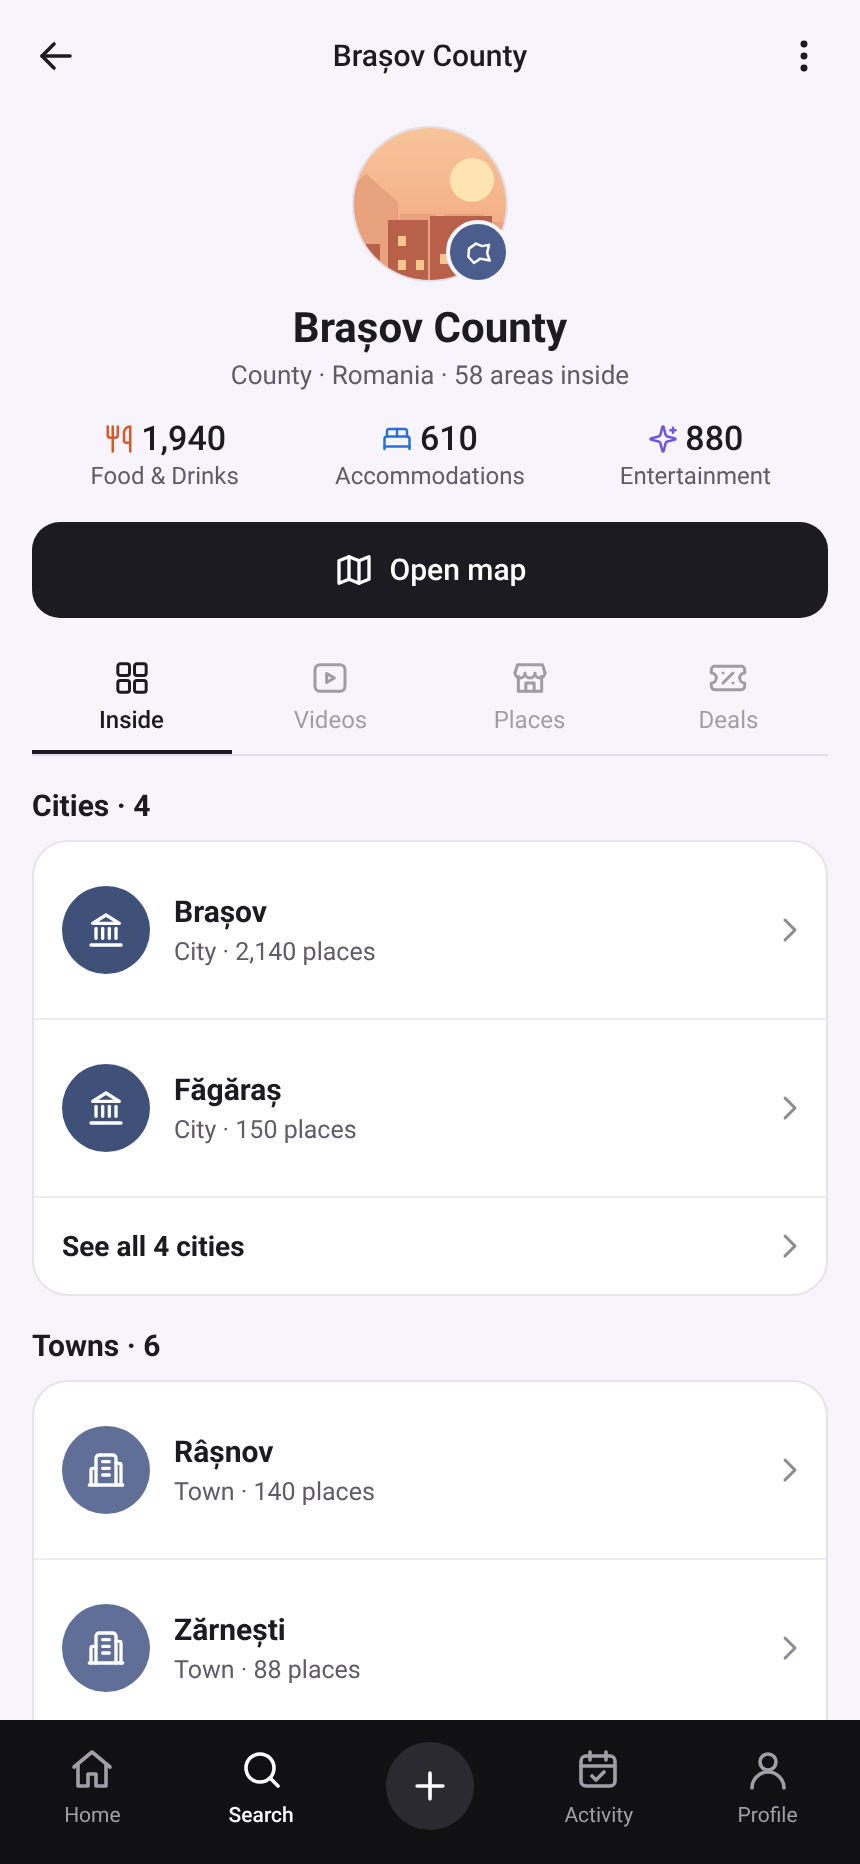 Brașov County
Brașov County
County · Romania · 58 areas inside
1,940 610 880
Food & Drinks Accommodations Entertainment
Open map
Inside Videos Places Deals
Cities · 4
Brașov
City · 2,140 places
Făgăraș
City · 150 places
See all 4 cities
Towns · 6
Râșnov
Town · 140 places
Zărnești
Town · 88 places
Home Search Activity Profile